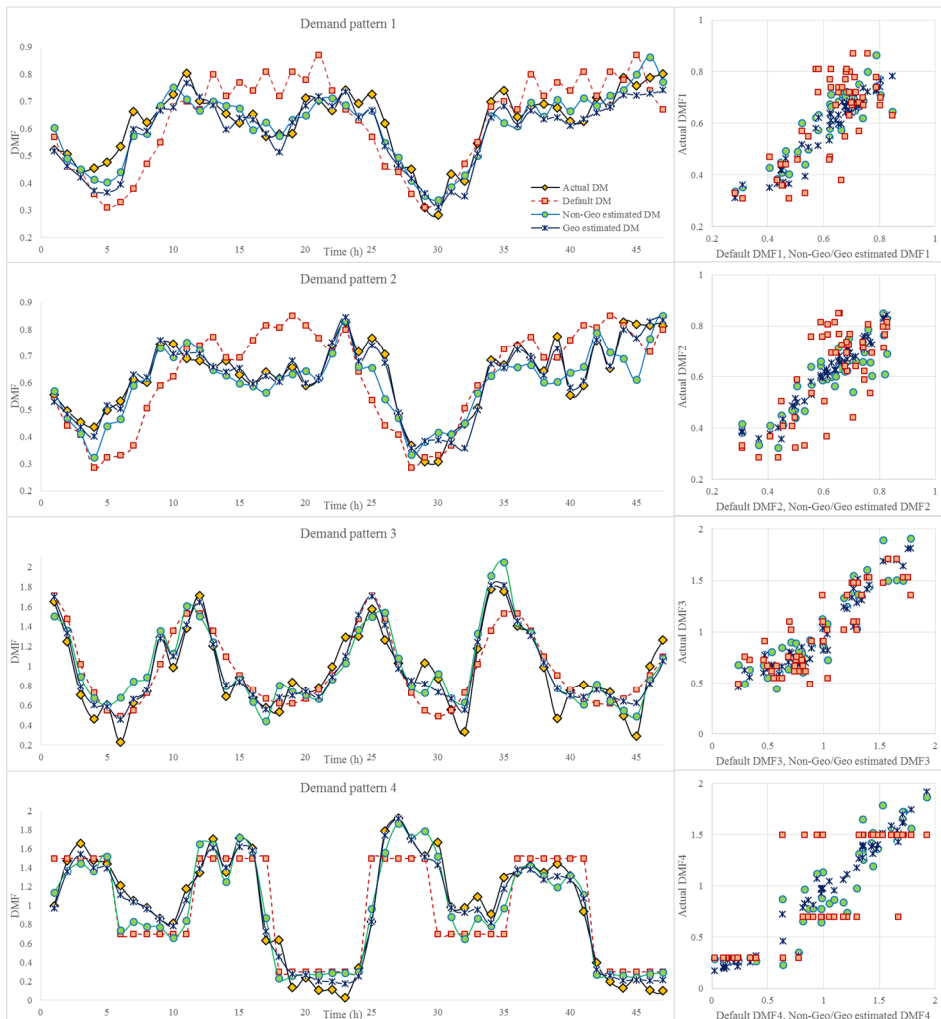 Demand pattern 1
DMF
0.9
0.8
0.7
0.6
0.5
0.4
0.3
0.2
0 5 10 15 20 25 30 35 40 45
Time (h)
Actual DM
Default DM
Non-Geo estimated DM
Geo estimated DM
Actual DMF1
1
0.8
0.6
0.4
0.2
0.2 0.4 0.6 0.8 1
Default DMF1, Non-Geo/Geo estimated DMF1
Demand pattern 2
DMF
0.9
0.8
0.7
0.6
0.5
0.4
0.3
0.2
0 5 10 15 20 25 30 35 40 45
Time (h)
Actual DMF2
1
0.8
0.6
0.4
0.2
0.2 0.4 0.6 0.8 1
Default DMF2, Non-Geo/Geo estimated DMF2
Demand pattern 3
DMF
2
1.8
1.6
1.4
1.2
1
0.8
0.6
0.4
0.2
0 5 10 15 20 25 30 35 40 45
Time (h)
Actual DMF3
2
1.5
1
0.5
0
0 0.5 1 1.5 2
Default DMF3, Non-Geo/Geo estimated DMF3
Demand pattern 4
DMF
2
1.8
1.6
1.4
1.2
1
0.8
0.6
0.4
0.2
0
0 5 10 15 20 25 30 35 40 45
Time (h)
Actual DMF4
2
1.5
1
0.5
0
0 0.5 1 1.5 2
Default DMF4, Non-Geo/Geo estimated DMF4